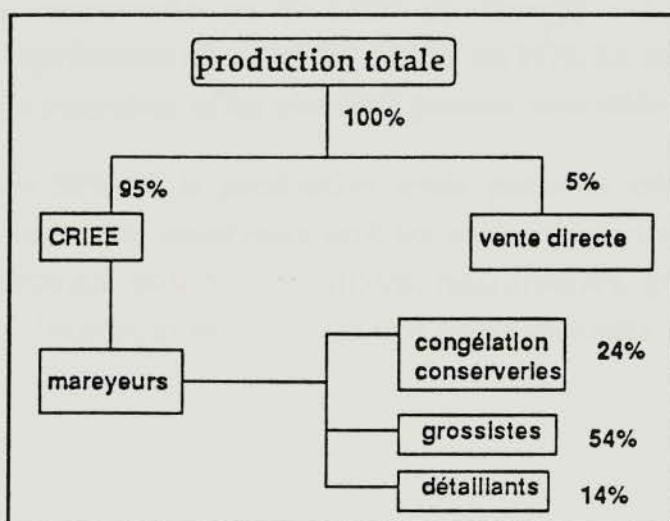 production totale
100%
95%
5%
CRIEE
vente directe
mareyeurs
congélation
conserveries
24%
grossistes
54%
détaillants
14%